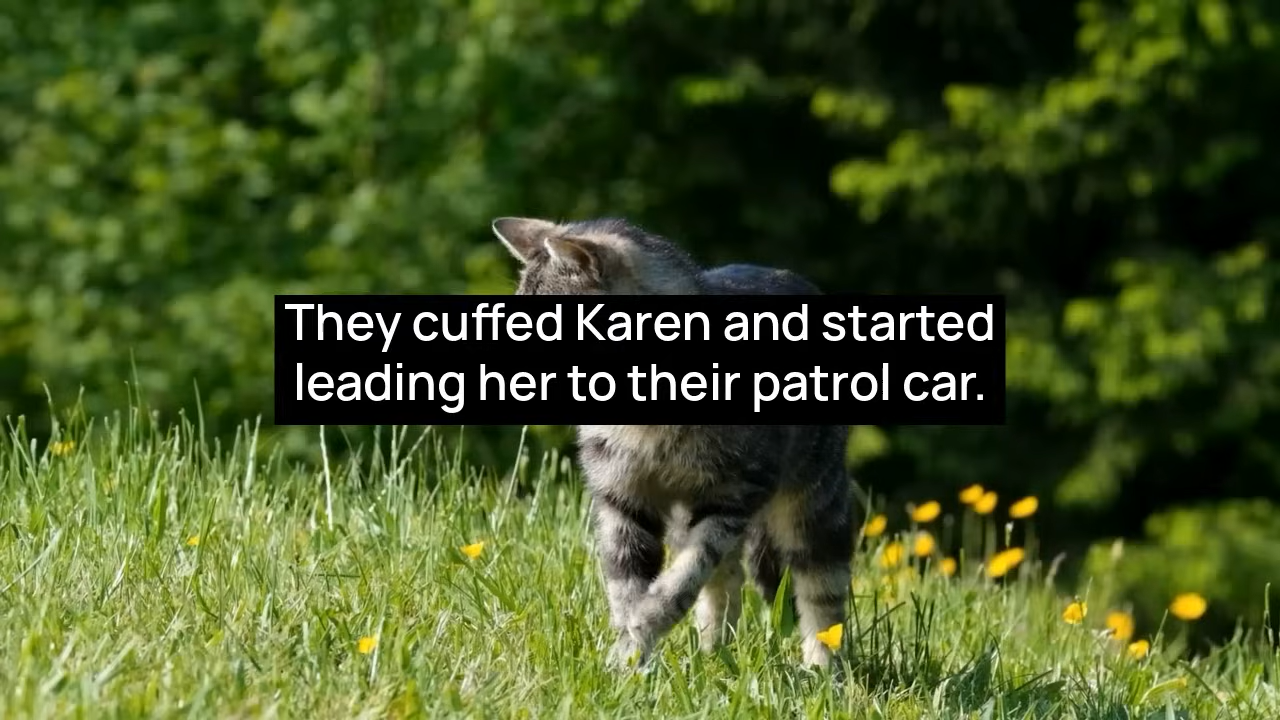 They cuffed Karen and started
leading her to their patrol car.